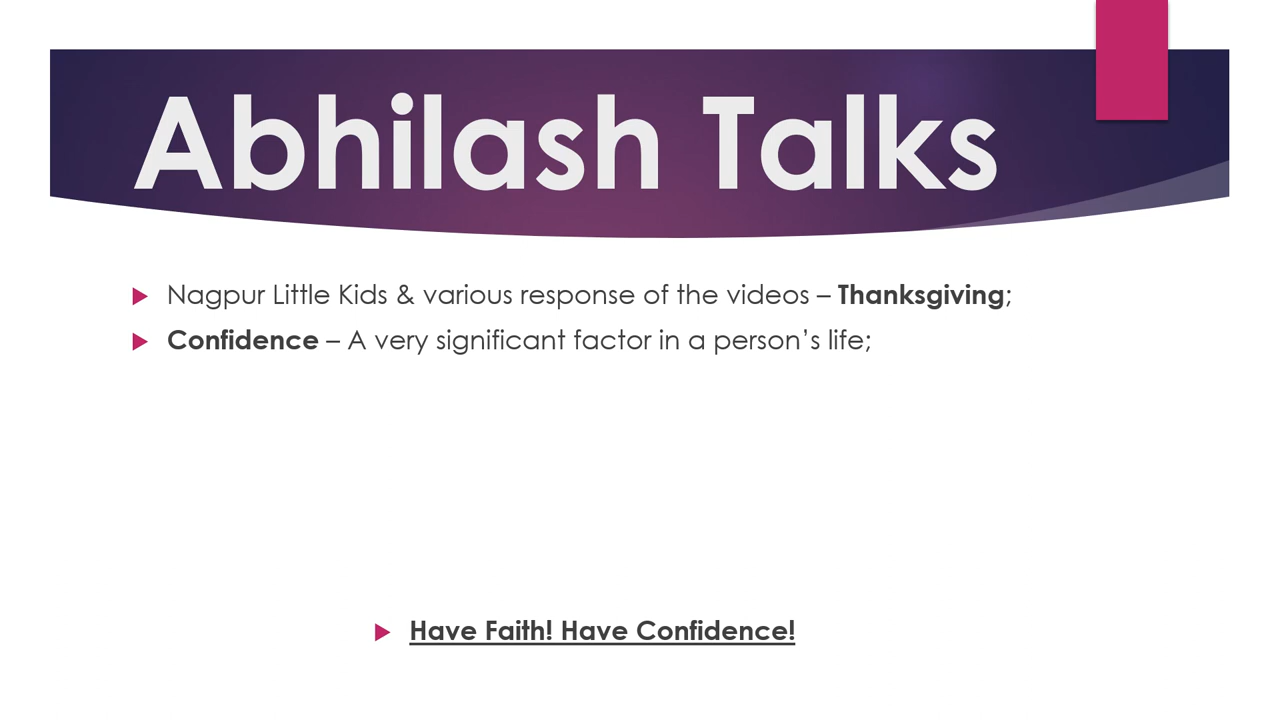 Abhilash Talks
Nagpur Little Kids & various response of the videos – Thanksgiving;
Confidence – A very significant factor in a person’s life;
Have Faith! Have Confidence!